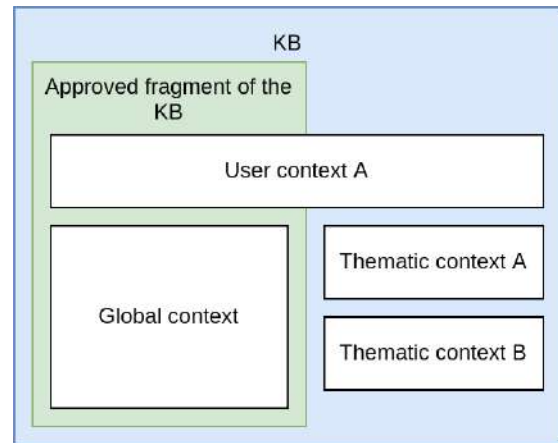 KB
Approved fragment of the
KB
User context A
Global context
Thematic context A
Thematic context B